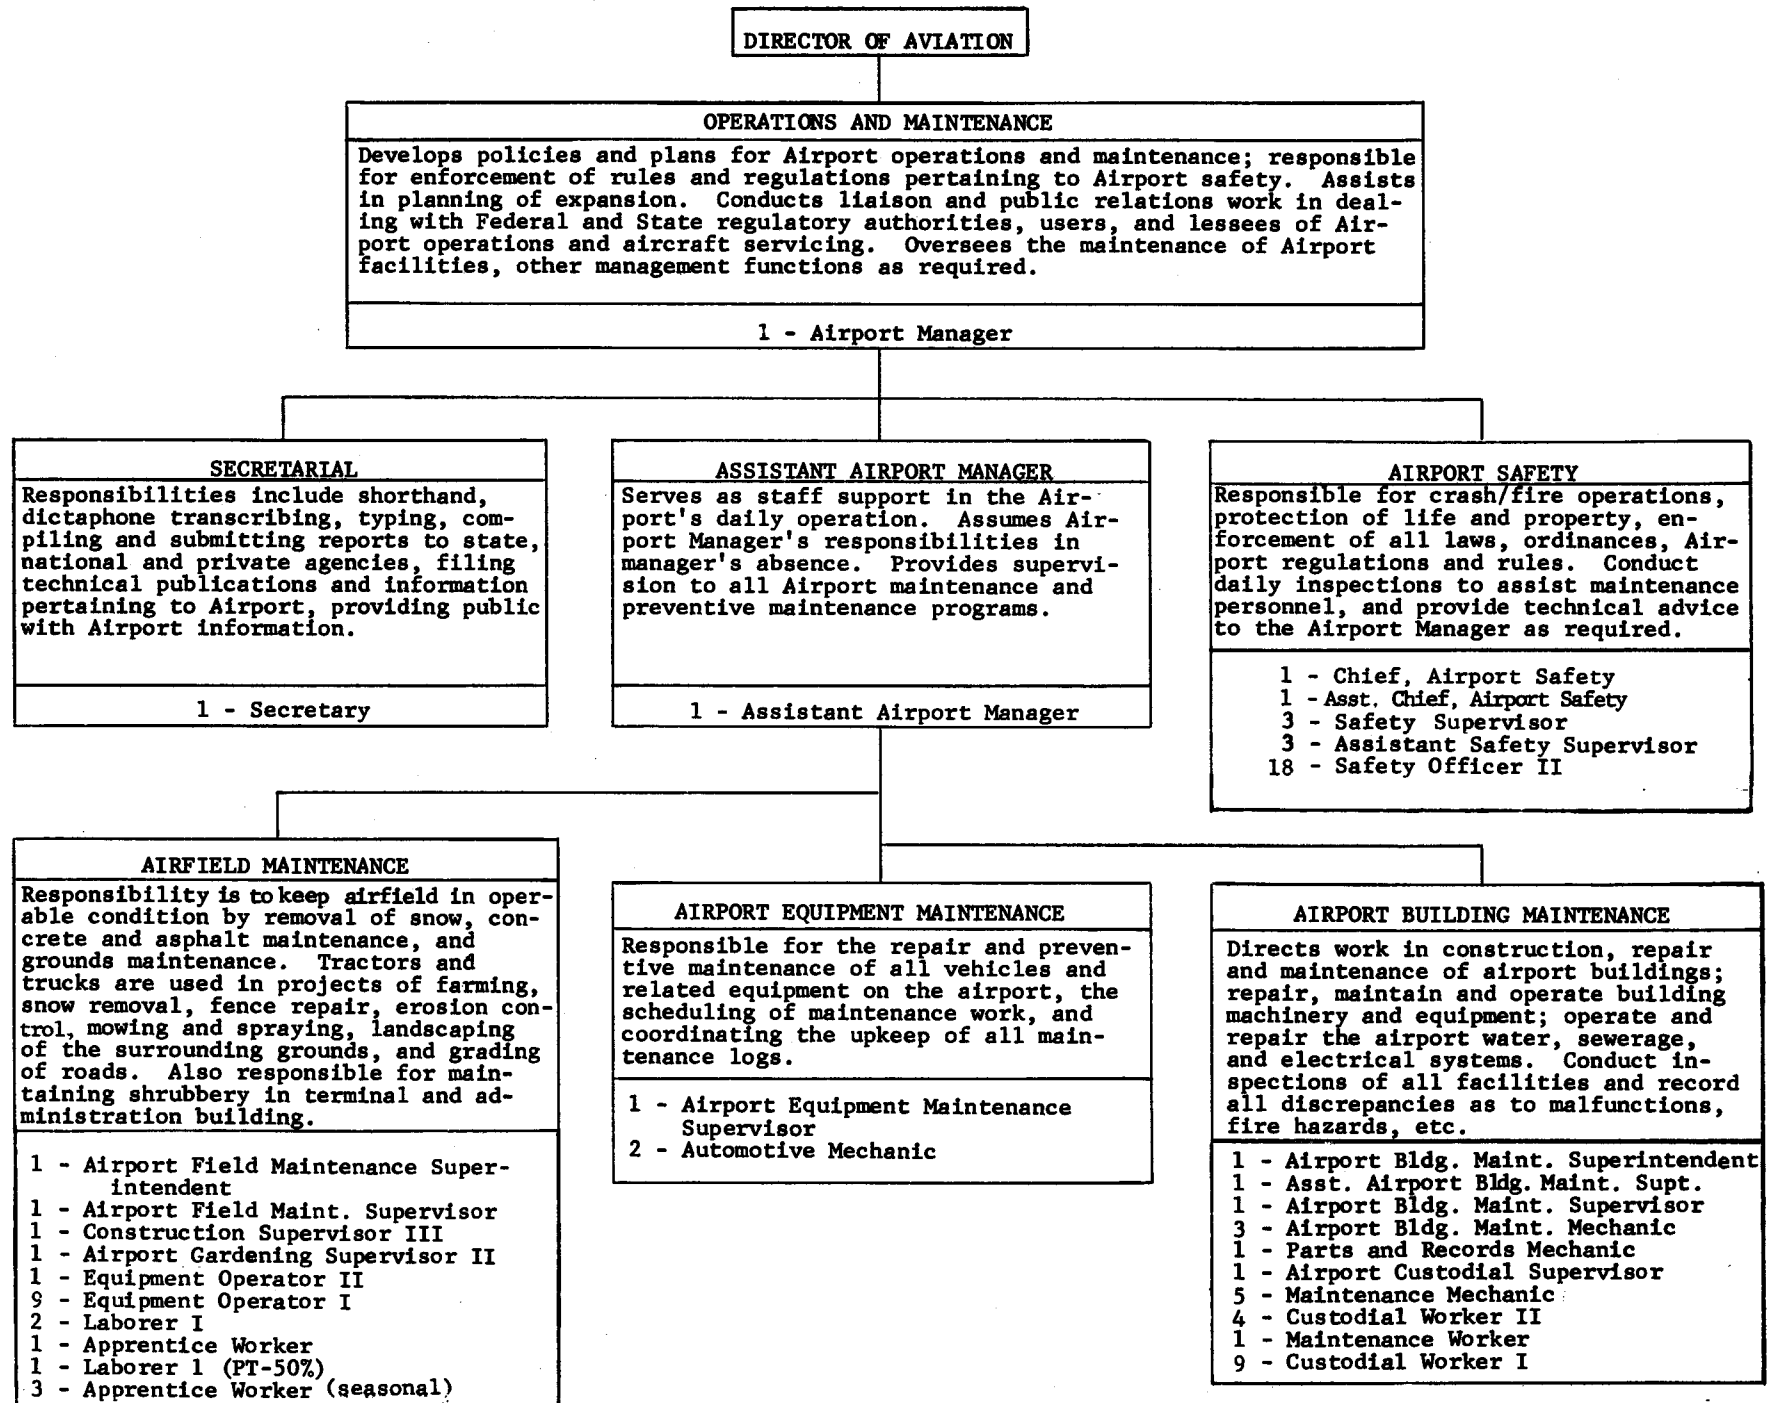 DIRECTOR OF AVIATION
OPERATIONS AND MAINTENANCE
Develops policies and plans for Airport operations and maintenance; responsible
for enforcement of rules and regulations pertaining to Airport safety. Assists
in planning of expansion. Conducts liaison and public relations work in deal-
ing with Federal and State regulatory authorities, users, and lessees of Air-
port operations and aircraft servicing. Oversees the maintenance of Airport
facilities, other management functions as required.
1 - Airport Manager
SECRETARIAL
Responsibilities include shorthand,
dictaphone transcribing, typing, com-
piling and submitting reports to state,
national and private agencies, filing
technical publications and information
pertaining to Airport, providing public
with Airport information.
1 - Secretary
ASSISTANT AIRPORT MANAGER
Serves as staff support in the Air-
port's daily operation. Assumes Air-
port Manager's responsibilities in
manager's absence. Provides supervi-
sion to all Airport maintenance and
preventive maintenance programs.
1 - Assistant Airport Manager
AIRPORT SAFETY
Responsible for crash/fire operations,
protection of life and property, en-
forcement of all laws, ordinances, Air-
port regulations and rules. Conduct
daily inspections to assist maintenance
personnel, and provide technical advice
to the Airport Manager as required.
1 - Chief, Airport Safety
1 - Asst. Chief, Airport Safety
3 - Safety Supervisor
3 - Assistant Safety Supervisor
18 - Safety Officer II
AIRFIELD MAINTENANCE
Responsibility is to keep airfield in oper-
able condition by removal of snow, con-
crete and asphalt maintenance, and
grounds maintenance. Tractors and
trucks are used in projects of farming,
snow removal, fence repair, erosion con-
trol, mowing and spraying, landscaping
of the surrounding grounds, and grading
of roads. Also responsible for main-
taining shrubbery in terminal and ad-
ministration building.
1 - Airport Field Maintenance Super-
intendent
1 - Airport Field Maint. Supervisor
1 - Construction Supervisor III
1 - Airport Gardening Supervisor II
1 - Equipment Operator II
9 - Equipment Operator I
2 - Laborer I
1 - Apprentice Worker
1 - Laborer 1 (PT-50%)
3 - Apprentice Worker (seasonal)
AIRPORT EQUIPMENT MAINTENANCE
Responsible for the repair and preven-
tive maintenance of all vehicles and
related equipment on the airport, the
scheduling of maintenance work, and
coordinating the upkeep of all main-
tenance logs.
1 - Airport Equipment Maintenance
Supervisor
2 - Automotive Mechanic
AIRPORT BUILDING MAINTENANCE
Directs work in construction, repair
and maintenance of airport buildings;
repair, maintain and operate building
machinery and equipment; operate and
repair the airport water, sewerage,
and electrical systems. Conduct in-
spections of all facilities and record
all discrepancies as to malfunctions,
fire hazards, etc.
1 - Airport Bldg. Maint. Superintendent
1 - Asst. Airport Bldg. Maint. Supt.
1 - Airport Bldg. Maint. Supervisor
3 - Airport Bldg. Maint. Mechanic
1 - Parts and Records Mechanic
1 - Airport Custodial Supervisor
5 - Maintenance Mechanic
4 - Custodial Worker II
1 - Maintenance Worker
9 - Custodial Worker I